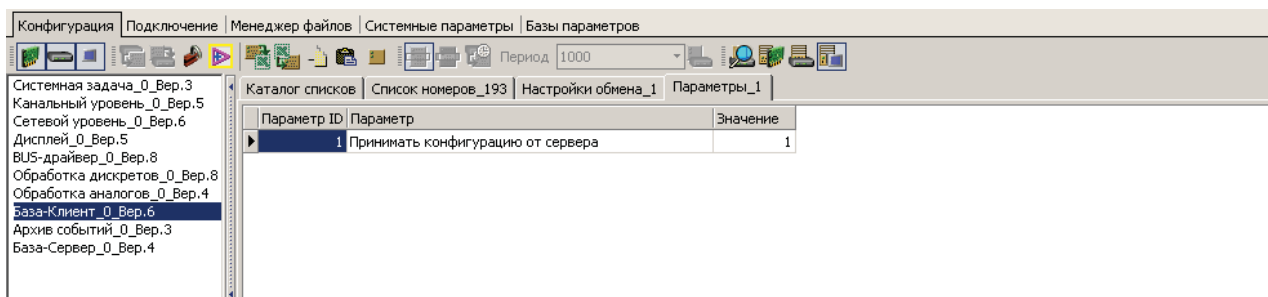 Конфигурация Подключение Менеджер файлов Системные параметры Базы параметров
Период 1000
Системная задача_0_Вер.3
Канальный уровень_0_Вер.5
Сетевой уровень_0_Вер.6
Дисплей_0_Вер.5
BUS-драйвер_0_Вер.8
Обработка дискретов_0_Вер.8
Обработка аналогов_0_Вер.4
База-Клиент_0_Вер.6
Архив событий_0_Вер.3
База-Сервер_0_Вер.4
Каталог списков Список номеров_193 Настройки обмена_1 Параметры_1
Параметр ID Параметр Значение
1 Принимать конфигурацию от сервера 1